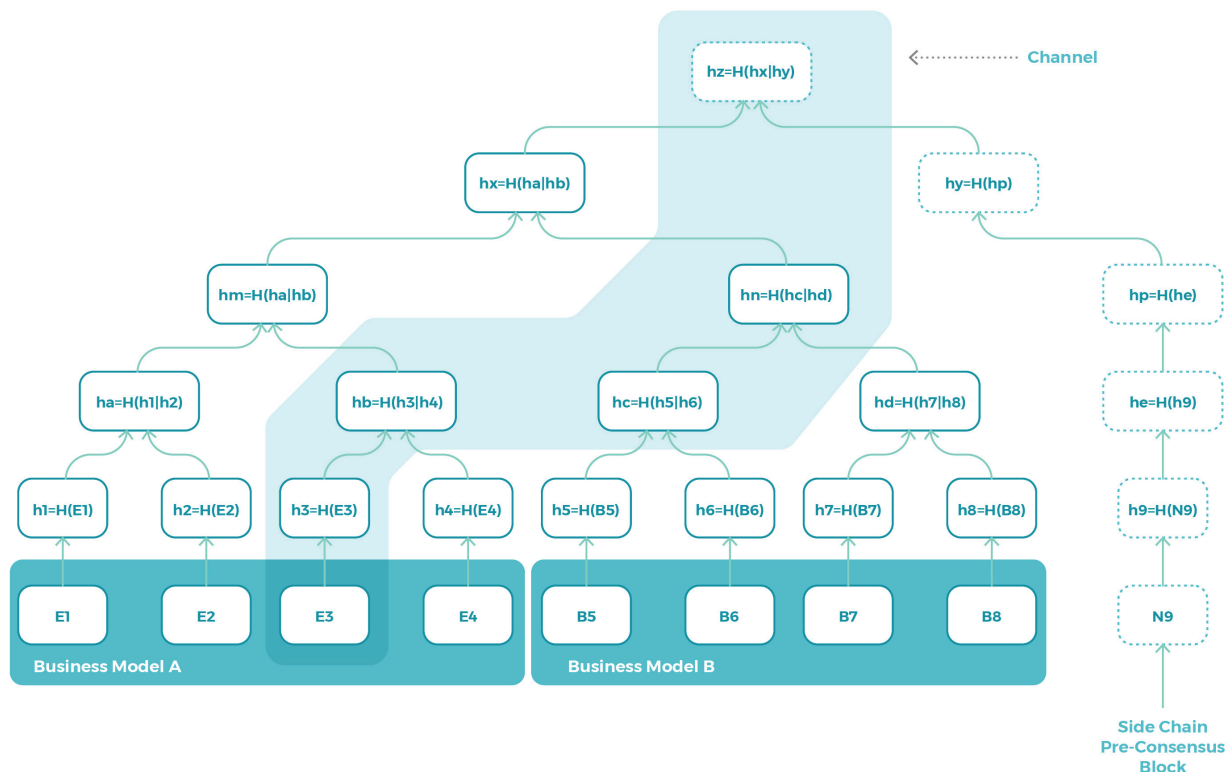 hz=H(hx|hy)
Channel
hx=H(ha|hb)
hy=H(hp)
hm=H(ha|hb)
hn=H(hc|hd)
hp=H(he)
ha=H(h1|h2)
hb=H(h3|h4)
hc=H(h5|h6)
hd=H(h7|h8)
he=H(h9)
h1=H(E1)
h2=H(E2)
h3=H(E3)
h4=H(E4)
h5=H(B5)
h6=H(B6)
h7=H(B7)
h8=H(B8)
h9=H(N9)
E1
E2
E3
E4
B5
B6
B7
B8
N9
Business Model A
Business Model B
Side Chain
Pre-Consensus
Block